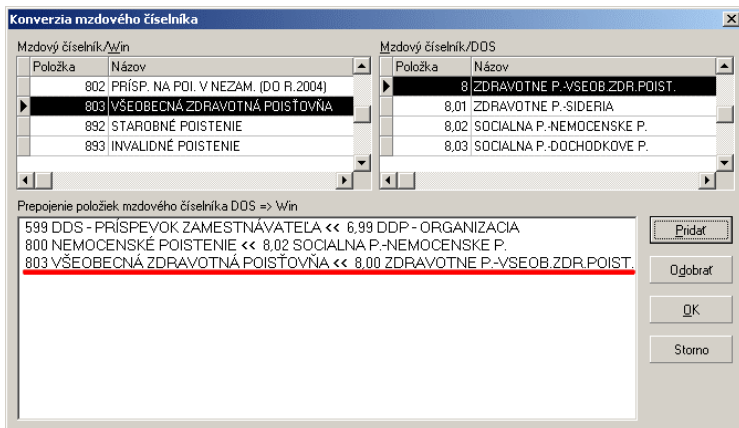 Konverzia mzdového číselníka
Mzdový číselník/Win
Položka Názov
802 PRÍSP. NA POI. V NEZAM. (DO R.2004)
803 VŠEOBECNÁ ZDRAVOTNÁ POISŤOVŇA
892 STAROBNÉ POISTENIE
893 INVALIDNÉ POISTENIE
Mzdový číselník/DOS
Položka Názov
8 ZDRAVOTNE P.-VSEOB.ZDR.POIST.
8,01 ZDRAVOTNE P.-SIDERIA
8,02 SOCIALNA P.-NEMOCENSKE P.
8,03 SOCIALNA P.-DOCHODKOVE P.
Prepojenie položiek mzdového číselníka DOS => Win
599 DDS - PRÍSPEVOK ZAMESTNÁVATEĽA << 6,99 DDP - ORGANIZACIA
800 NEMOCENSKÉ POISTENIE << 8,02 SOCIALNA P.-NEMOCENSKE P.
803 VŠEOBECNÁ ZDRAVOTNÁ POISŤOVŇA << 8,00 ZDRAVOTNE P.-VSEOB.ZDR.POIST.
Pridať
Odobrať
OK
Storno